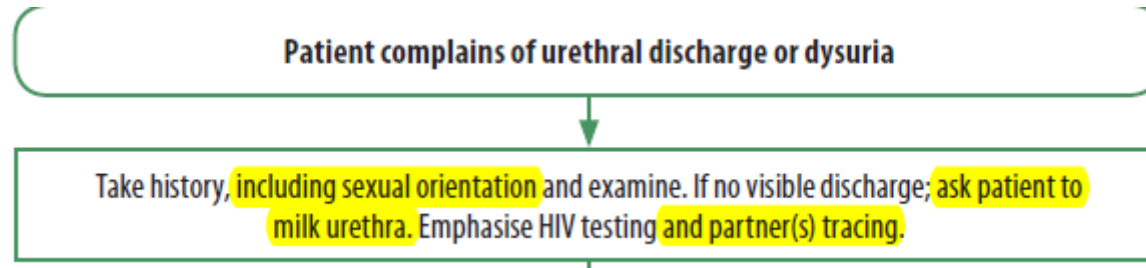 Patient complains of urethral discharge or dysuria
Take history, including sexual orientation and examine. If no visible discharge; ask patient to
milk urethra. Emphasise HIV testing and partner(s) tracing.